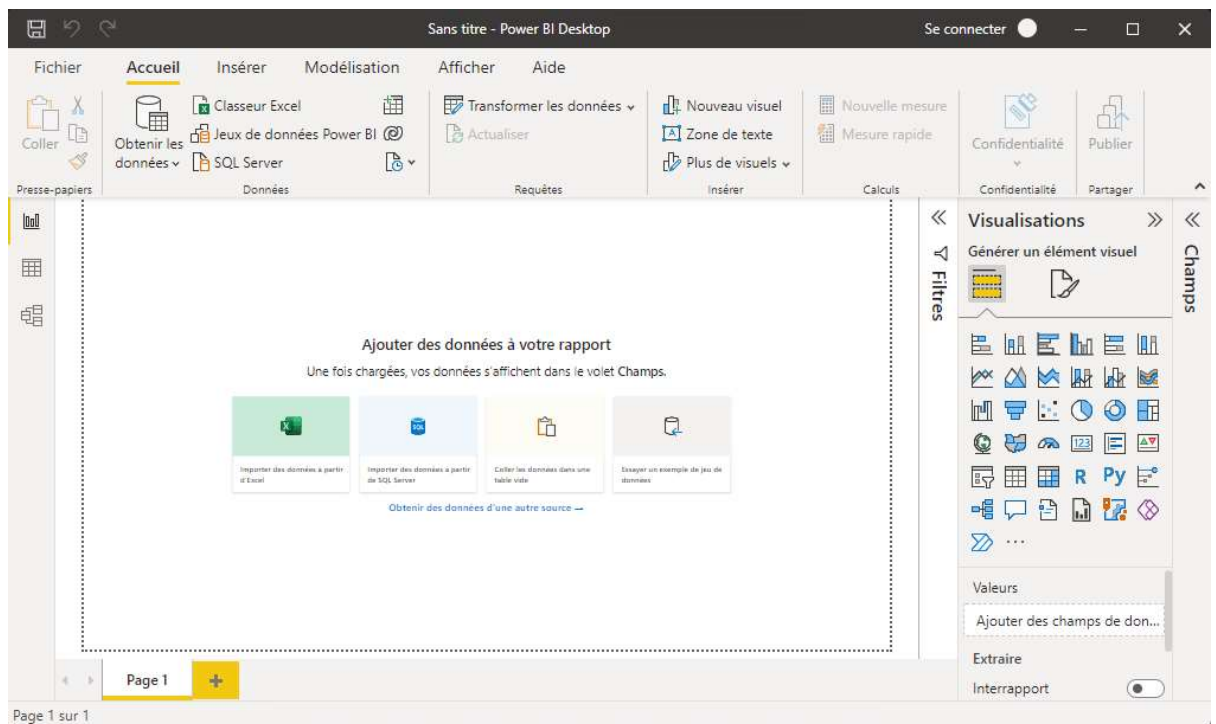 Sans titre - Power BI Desktop
Se connecter
Fichier
Accueil
Insérer
Modélisation
Afficher
Aide
Coller
Presse-papiers
Obtenir les
données
Classeur Excel
Jeux de données Power BI
SQL Server
Données
Transformer les données
Actualiser
Requêtes
Nouveau visuel
Zone de texte
Plus de visuels
Insérer
Nouvelle mesure
Mesure rapide
Calculs
Confidentialité
Confidentialité
Publier
Partager
Ajouter des données à votre rapport
Une fois chargées, vos données s'affichent dans le volet Champs.
SQL
Importer des données à partir
d'Excel
Importer des données à partir
de SQL Server
Coller les données dans une
table vide
Essayer un exemple de jeu de
données
Obtenir des données d'une autre source →
Filtres
Visualisations
Générer un élément visuel
123
R
Py
...
Valeurs
Ajouter des champs de don...
Extraire
Interrapport
Champs
Page 1
Page 1 sur 1